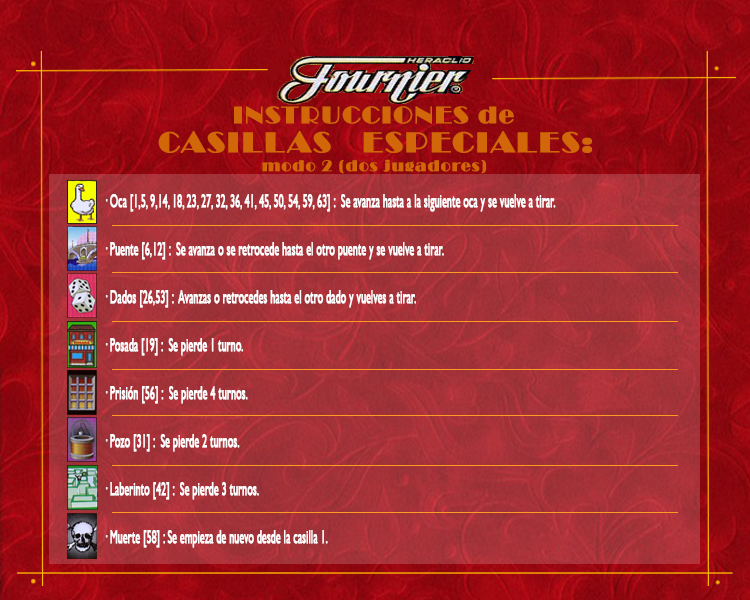 HERACLIO
Fournier®
INSTRUCCIONES de
CASILLAS ESPECIALES:
modo 2 (dos jugadores)
· Oca [1,5, 9,14, 18, 23, 27, 32, 36, 41, 45, 50, 54, 59, 63] : Se avanza hasta a la siguiente oca y se vuelve a tirar.
· Puente [6,12] : Se avanza o se retrocede hasta el otro puente y se vuelve a tirar.
· Dados [26,53] : Avanzas o retrocedes hasta el otro dado y vuelves a tirar.
· Posada [19] : Se pierde 1 turno.
· Prisión [56] : Se pierde 4 turnos.
· Pozo [31] : Se pierde 2 turnos.
· Laberinto [42] : Se pierde 3 turnos.
· Muerte [58] : Se empieza de nuevo desde la casilla 1.